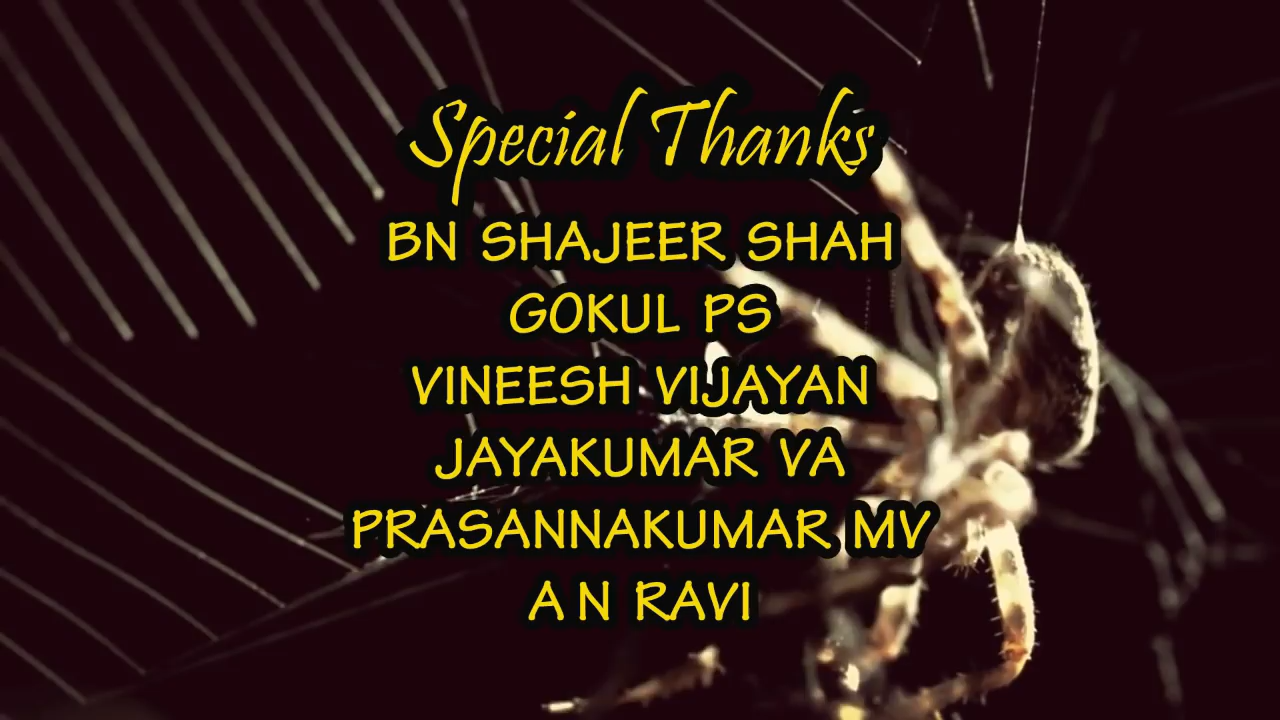 Special Thanks
BN SHAJEER SHAH
GOKUL PS
VINEESH VIJAYAN
JAYAKUMAR VA
PRASANNAKUMAR MV
A N RAVI